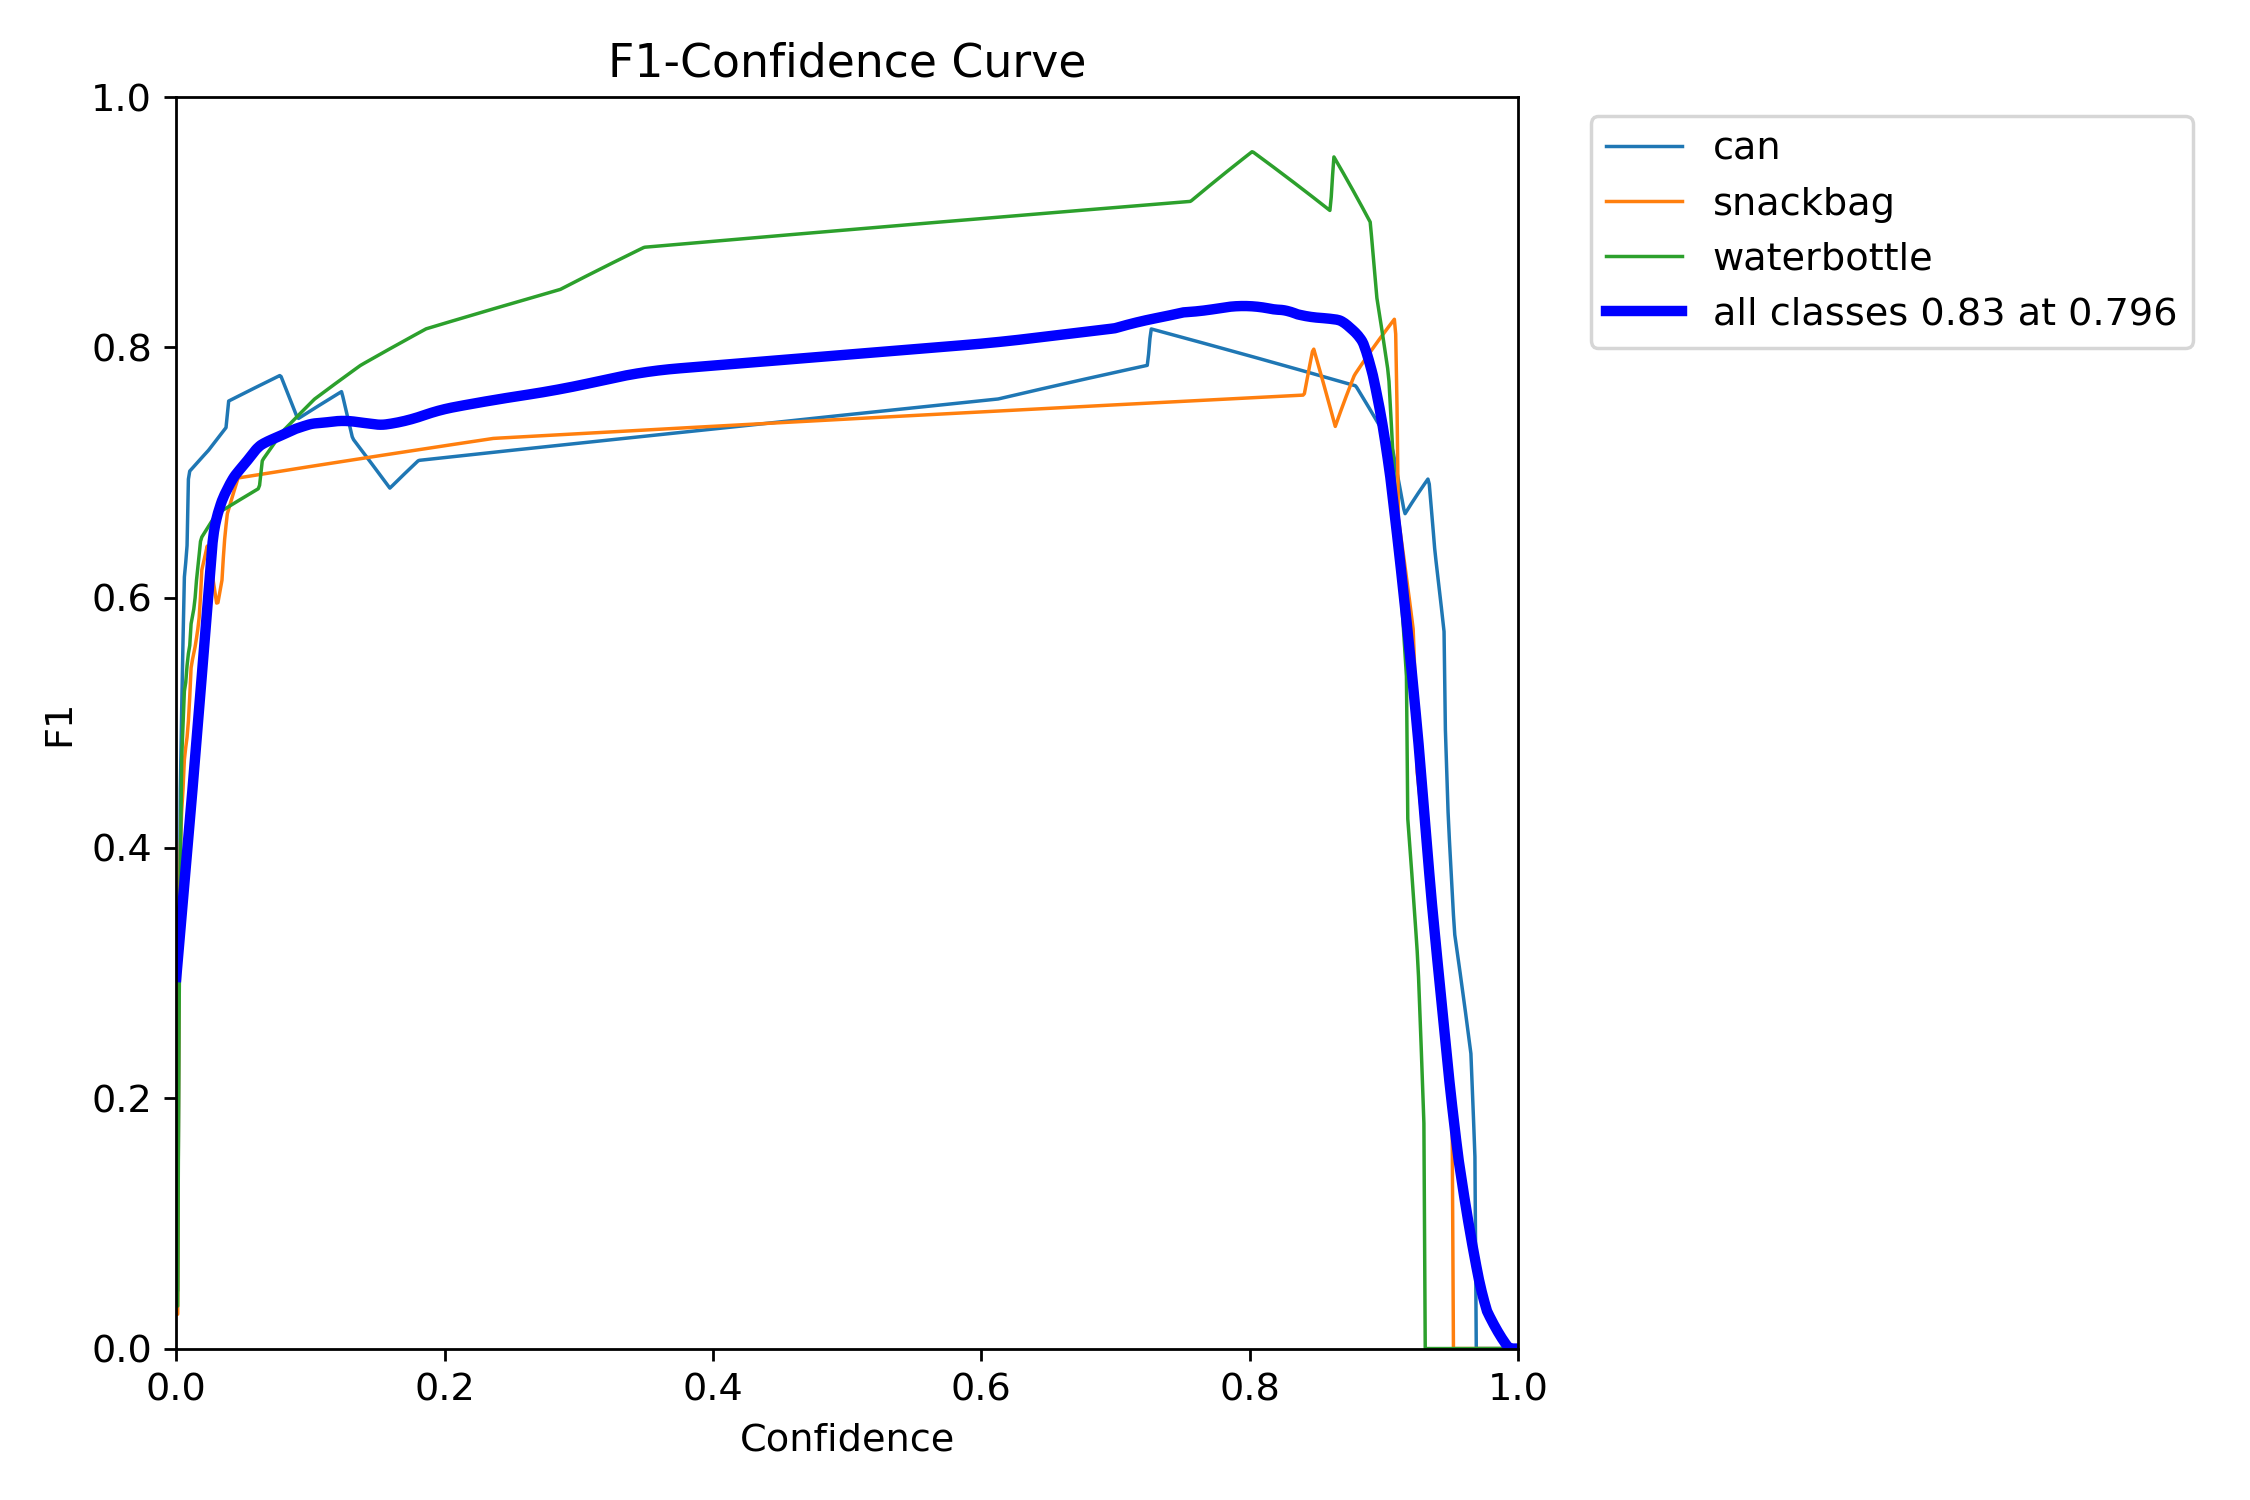 F1-Confidence Curve
1.0
0.8
0.6
0.4
0.2
0.0
F1
0.0 0.2 0.4 0.6 0.8 1.0
Confidence
can
snackbag
waterbottle
all classes 0.83 at 0.796